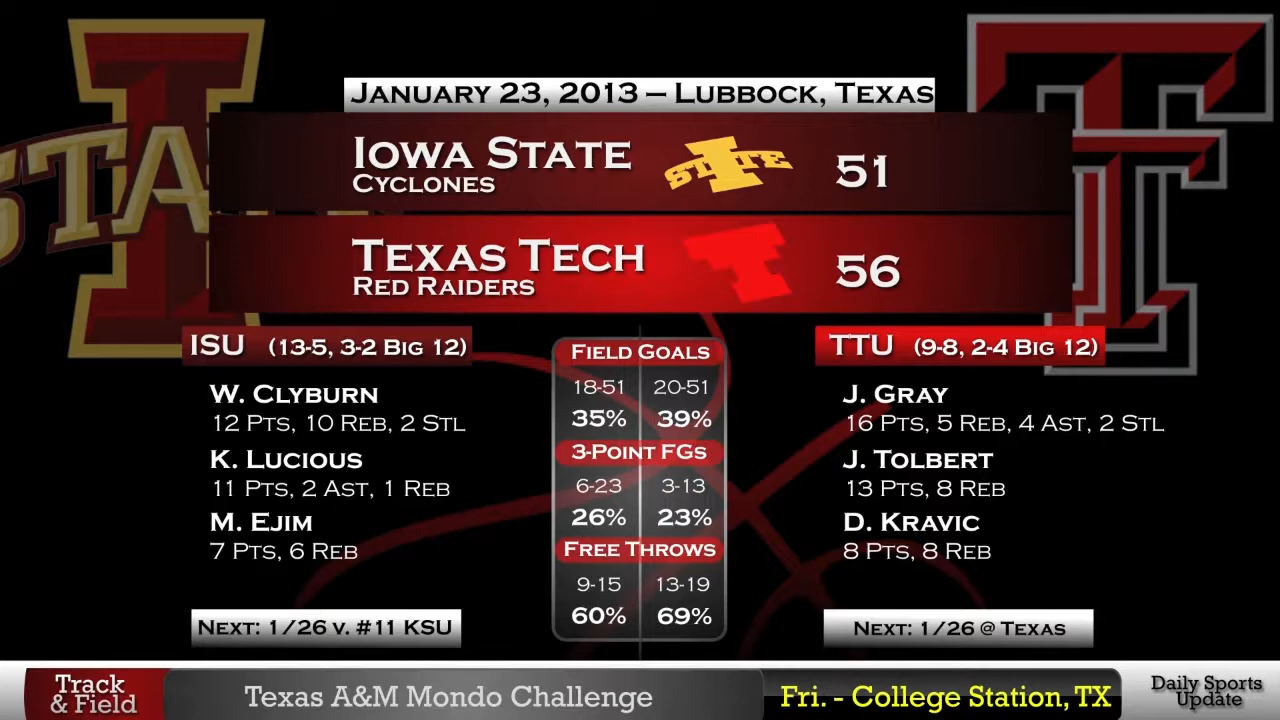 January 23, 2013 – Lubbock, Texas
Iowa State
Cyclones
STATE
51
Texas Tech
Red Raiders
56
ISU (13-5, 3-2 Big 12)
W. Clyburn
12 Pts, 10 Reb, 2 Stl
K. Lucious
11 Pts, 2 Ast, 1 Reb
M. Ejim
7 Pts, 6 Reb
Next: 1/26 v. #11 KSU
Field Goals
18-51 20-51
35% 39%
3-Point FGs
6-23 3-13
26% 23%
Free Throws
9-15 13-19
60% 69%
TTU (9-8, 2-4 Big 12)
J. Gray
16 Pts, 5 Reb, 4 Ast, 2 Stl
J. Tolbert
13 Pts, 8 Reb
D. Kravic
8 Pts, 8 Reb
Next: 1/26 @ Texas
Track
& Field
Texas A&M Mondo Challenge
Fri. - College Station, TX
Daily Sports
Update